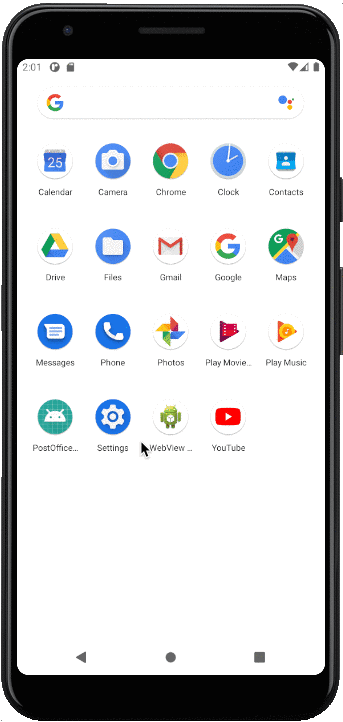 2:01
25
Calendar Camera Chrome Clock Contacts
Drive Files Gmail Google Maps
Messages Phone Photos Play Movie... Play Music
PostOffice... Settings WebView ... YouTube